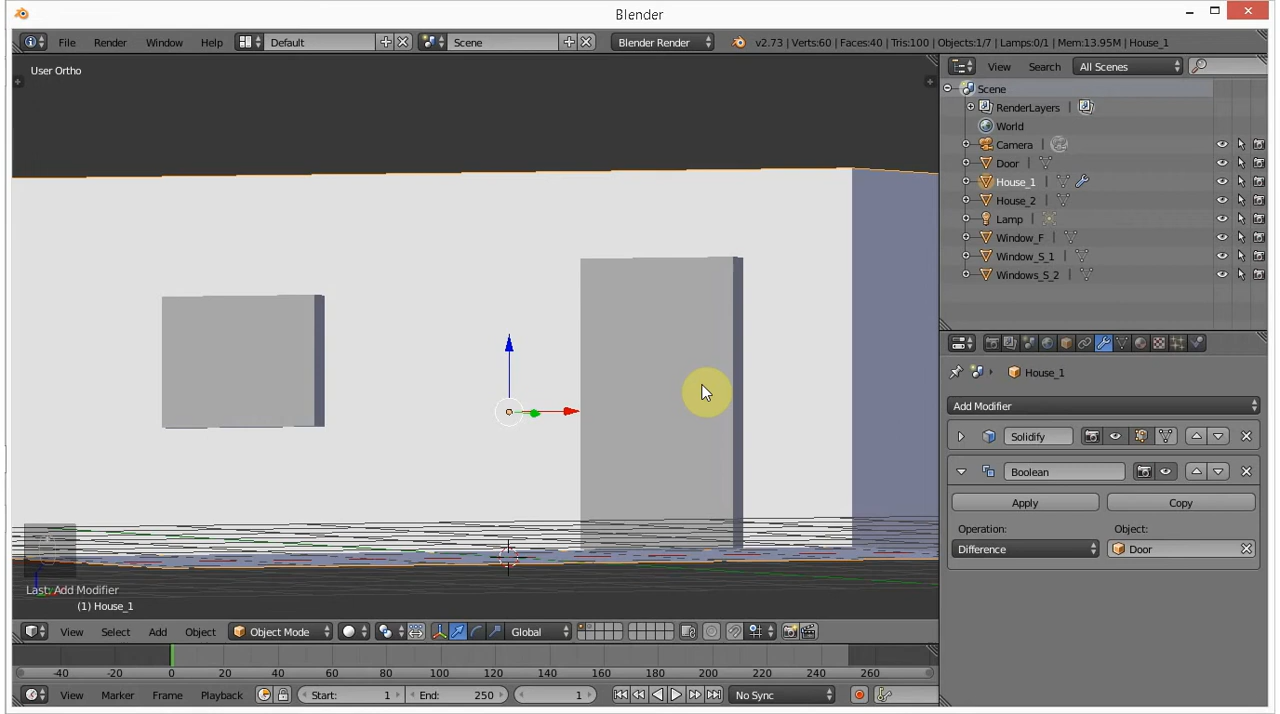 Blender
File Render Window Help Default Scene Blender Render v2.73 | Verts:60 | Faces:40 | Tris:100 | Objects:1/7 | Lamps:0/1 | Mem:13.95M | House_1
User Ortho
View Search All Scenes
Scene
RenderLayers
World
Camera
Door
House_1
House_2
Lamp
Window_F
Window_S_1
Windows_S_2
House_1
Add Modifier
Solidify
Boolean
Apply Copy
Operation: Object:
Difference Door
Last: Add Modifier
(1) House_1
View Select Add Object Object Mode Global
-40 -20 0 20 40 60 80 100 120 140 160 180 200 220 240 260
View Marker Frame Playback Start: 1 End: 250 1 No Sync